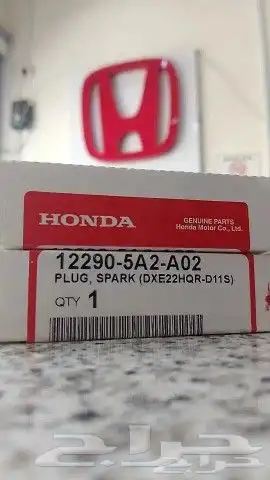 HONDA
GENUINE PARTS
Honda Motor Co., Ltd.
12290-5A2-A02
PLUG, SPARK (DXE22HQR-D11S)
QTY 1
حراج